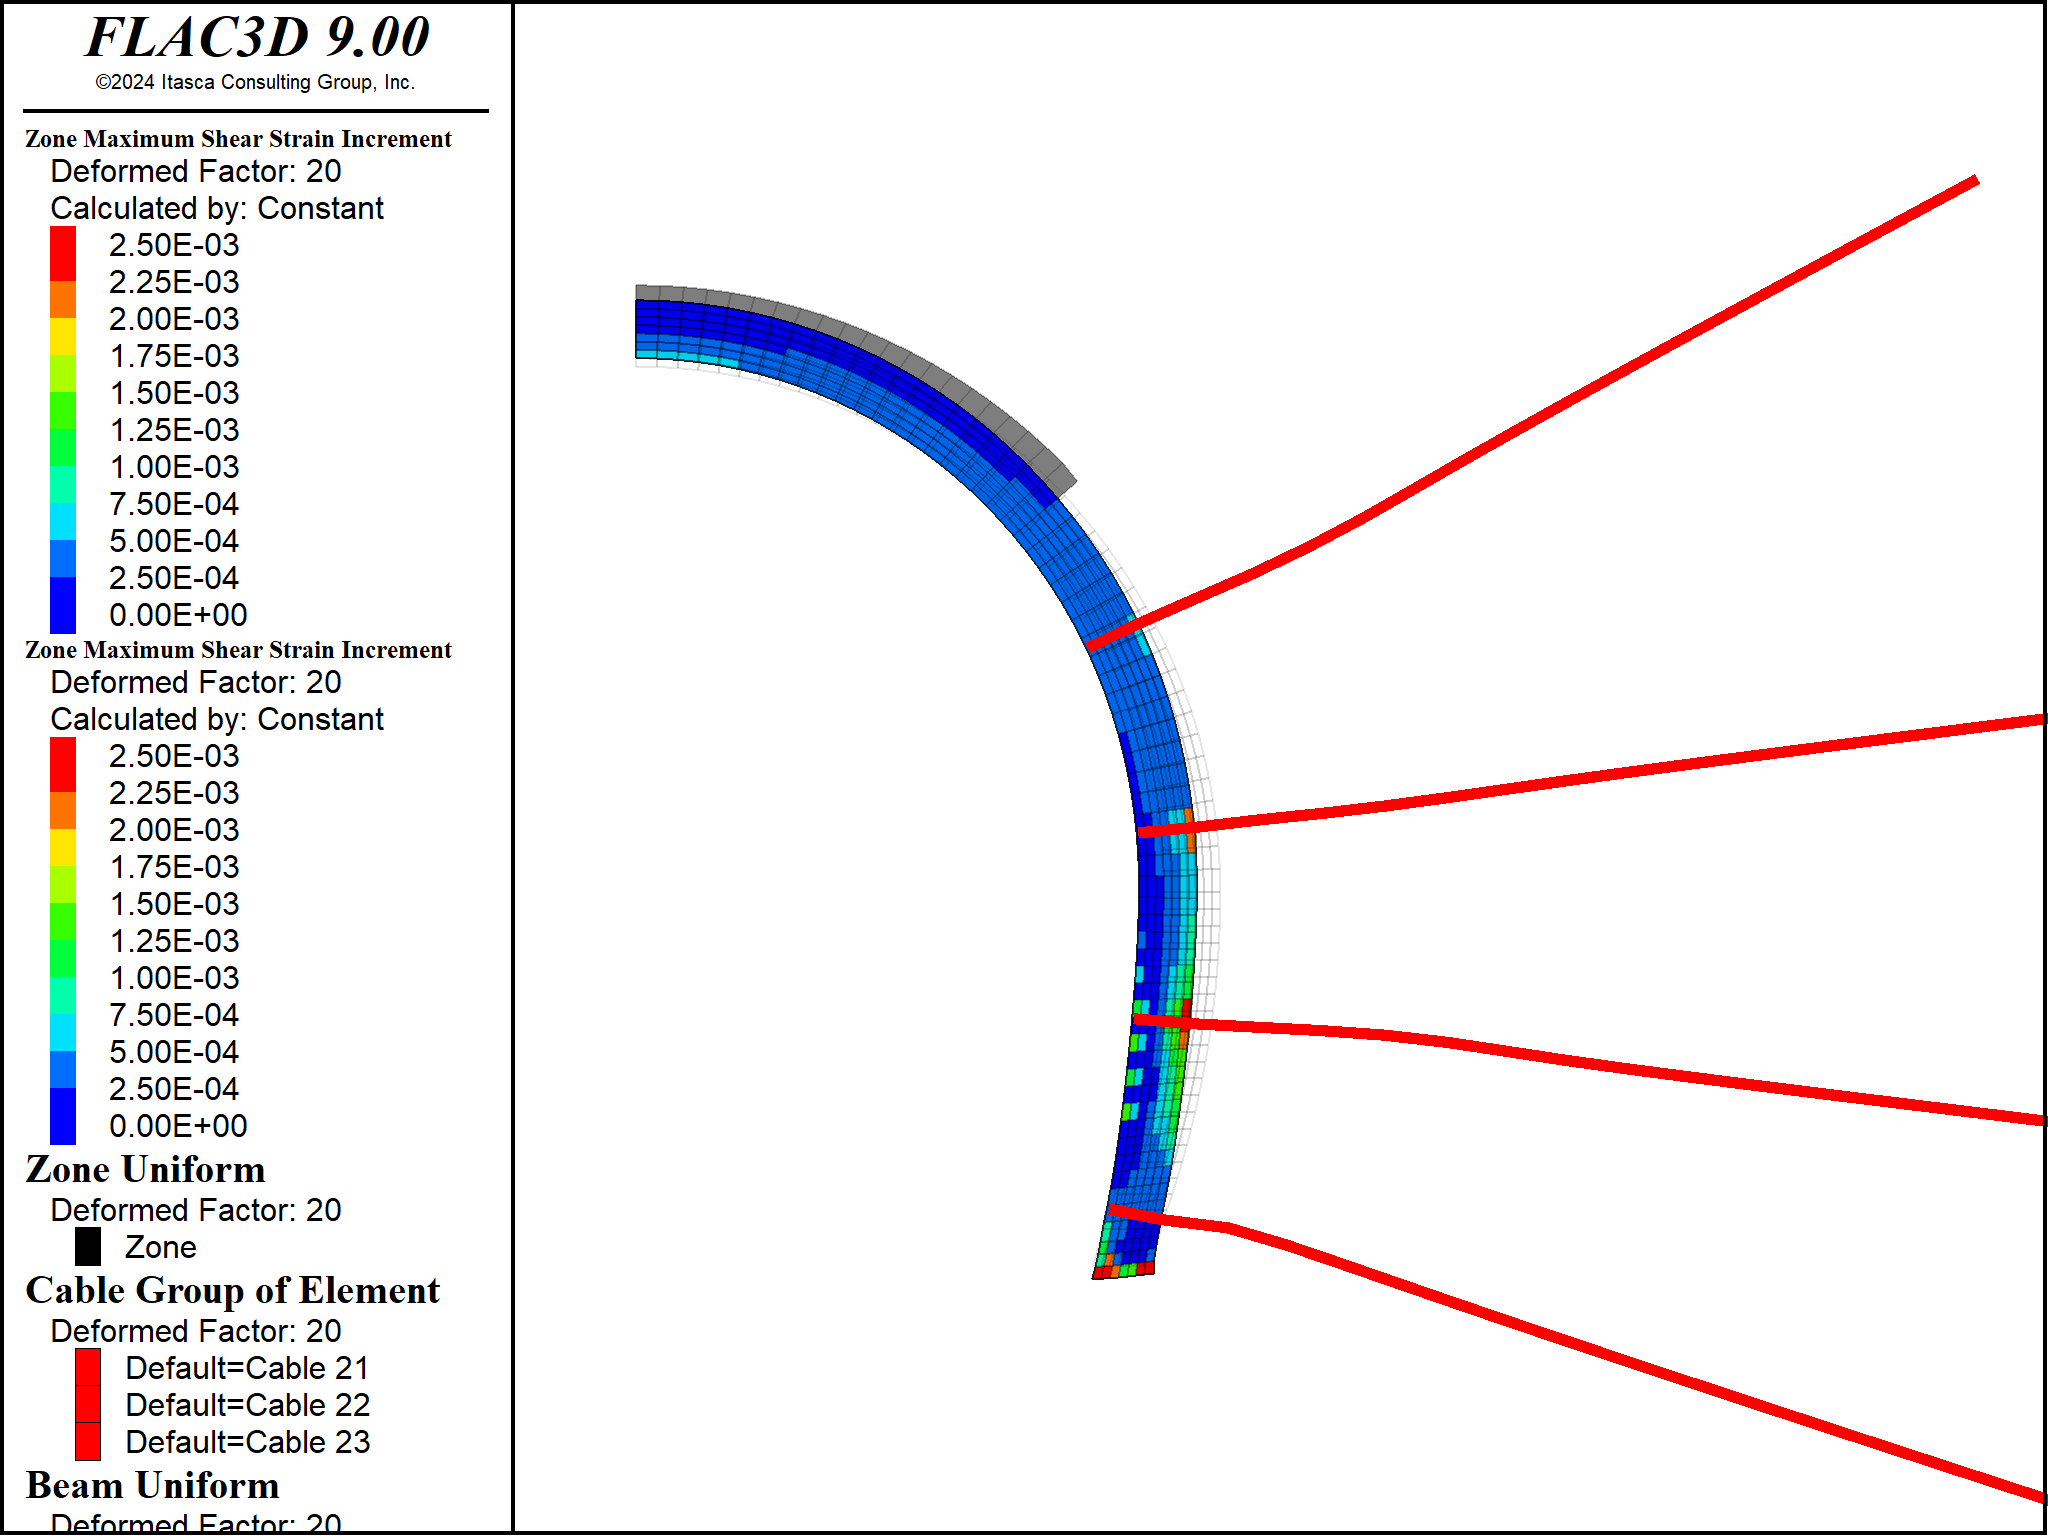 FLAC3D 9.00
©2024 Itasca Consulting Group, Inc.
Zone Maximum Shear Strain Increment
Deformed Factor: 20
Calculated by: Constant
2.50E-03
2.25E-03
2.00E-03
1.75E-03
1.50E-03
1.25E-03
1.00E-03
7.50E-04
5.00E-04
2.50E-04
0.00E+00
Zone Maximum Shear Strain Increment
Deformed Factor: 20
Calculated by: Constant
2.50E-03
2.25E-03
2.00E-03
1.75E-03
1.50E-03
1.25E-03
1.00E-03
7.50E-04
5.00E-04
2.50E-04
0.00E+00
Zone Uniform
Deformed Factor: 20
Zone
Cable Group of Element
Deformed Factor: 20
Default=Cable 21
Default=Cable 22
Default=Cable 23
Beam Uniform
Deformed Factor: 20